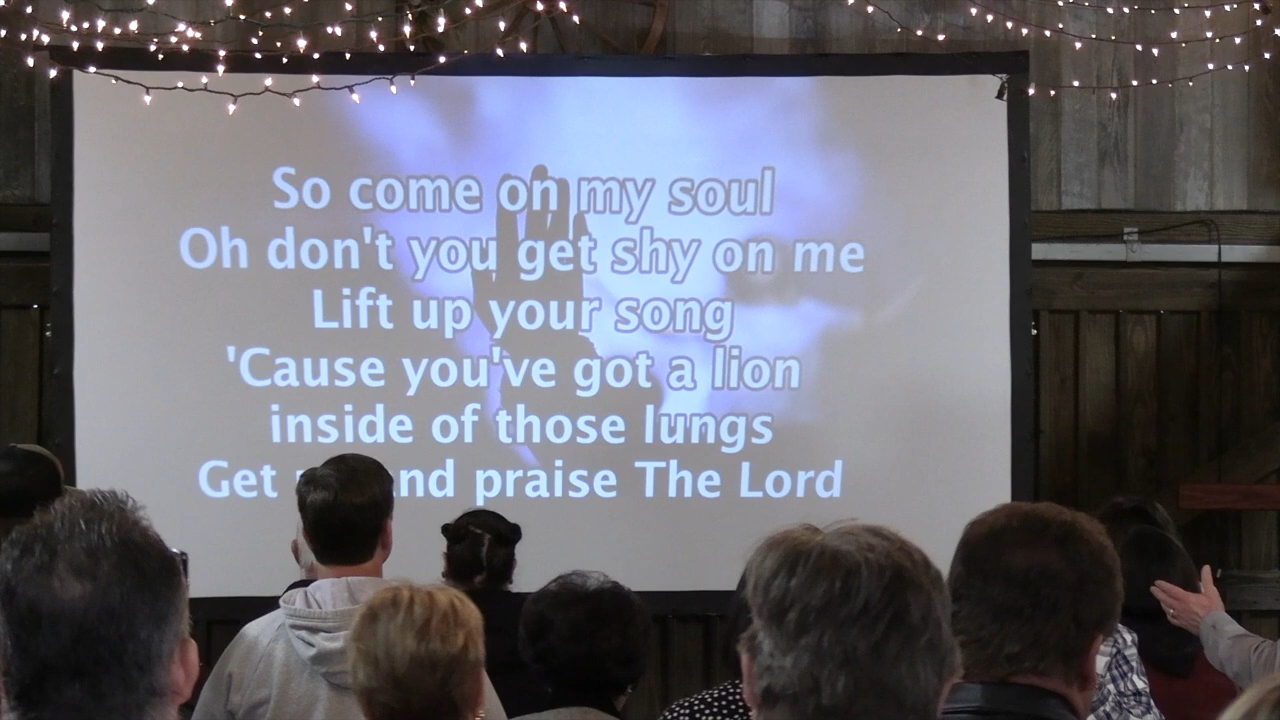 So come on my soul
Oh don't you get shy on me
Lift up your song
'Cause you've got a lion
inside of those lungs
Get and praise The Lord